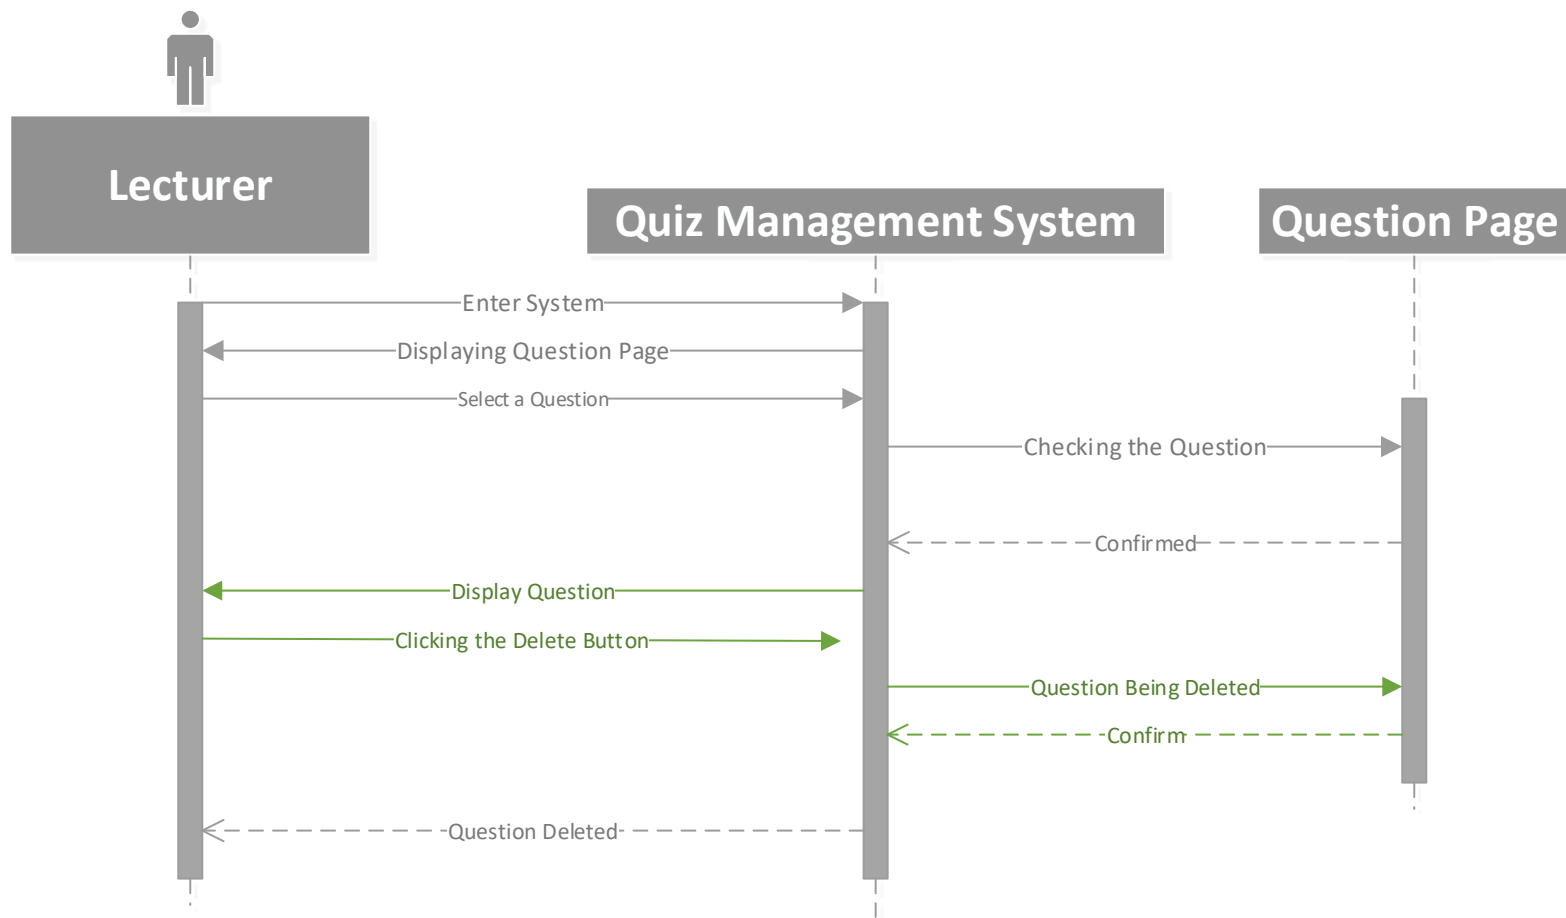 Lecturer
Quiz Management System
Question Page
Enter System
Displaying Question Page
Select a Question
Checking the Question
Confirmed
Display Question
Clicking the Delete Button
Question Being Deleted
Confirm
Question Deleted